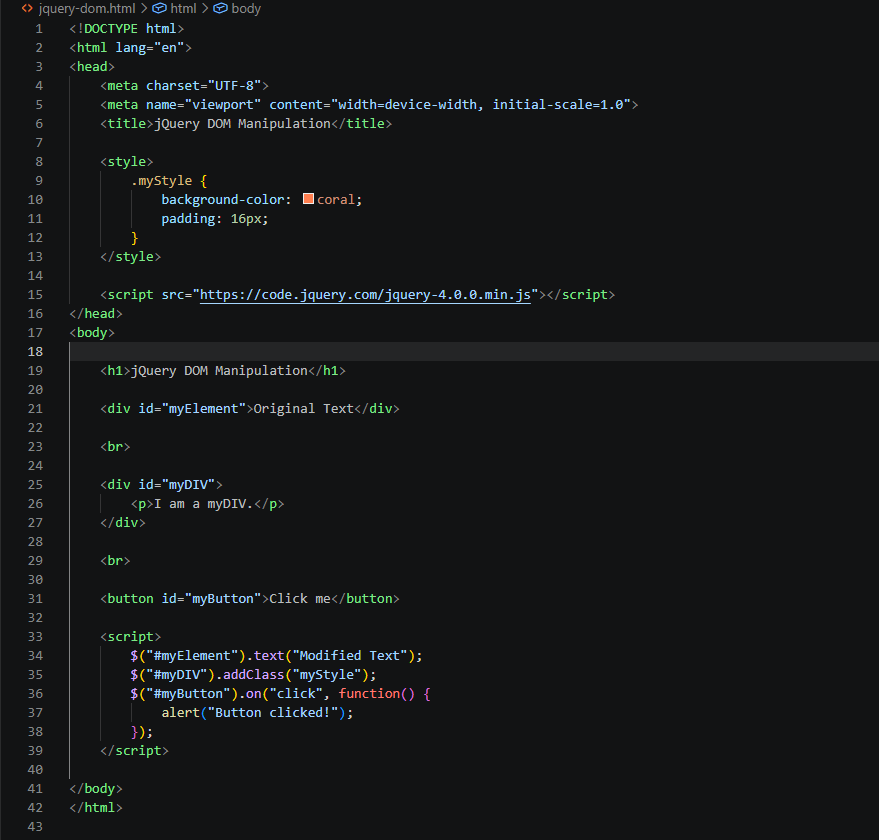 jquery-dom.html > html > body
1 <!DOCTYPE html>
2 <html lang="en">
3 <head>
4 <meta charset="UTF-8">
5 <meta name="viewport" content="width=device-width, initial-scale=1.0">
6 <title>jQuery DOM Manipulation</title>
7
8 <style>
9 .myStyle {
10 background-color: coral;
11 padding: 16px;
12 }
13 </style>
14
15 <script src="https://code.jquery.com/jquery-4.0.0.min.js"></script>
16 </head>
17 <body>
18
19 <h1>jQuery DOM Manipulation</h1>
20
21 <div id="myElement">Original Text</div>
22
23 <br>
24
25 <div id="myDIV">
26 <p>I am a myDIV.</p>
27 </div>
28
29 <br>
30
31 <button id="myButton">Click me</button>
32
33 <script>
34 $("#myElement").text("Modified Text");
35 $("#myDIV").addClass("myStyle");
36 $("#myButton").on("click", function() {
37 alert("Button clicked!");
38 });
39 </script>
40
41 </body>
42 </html>
43